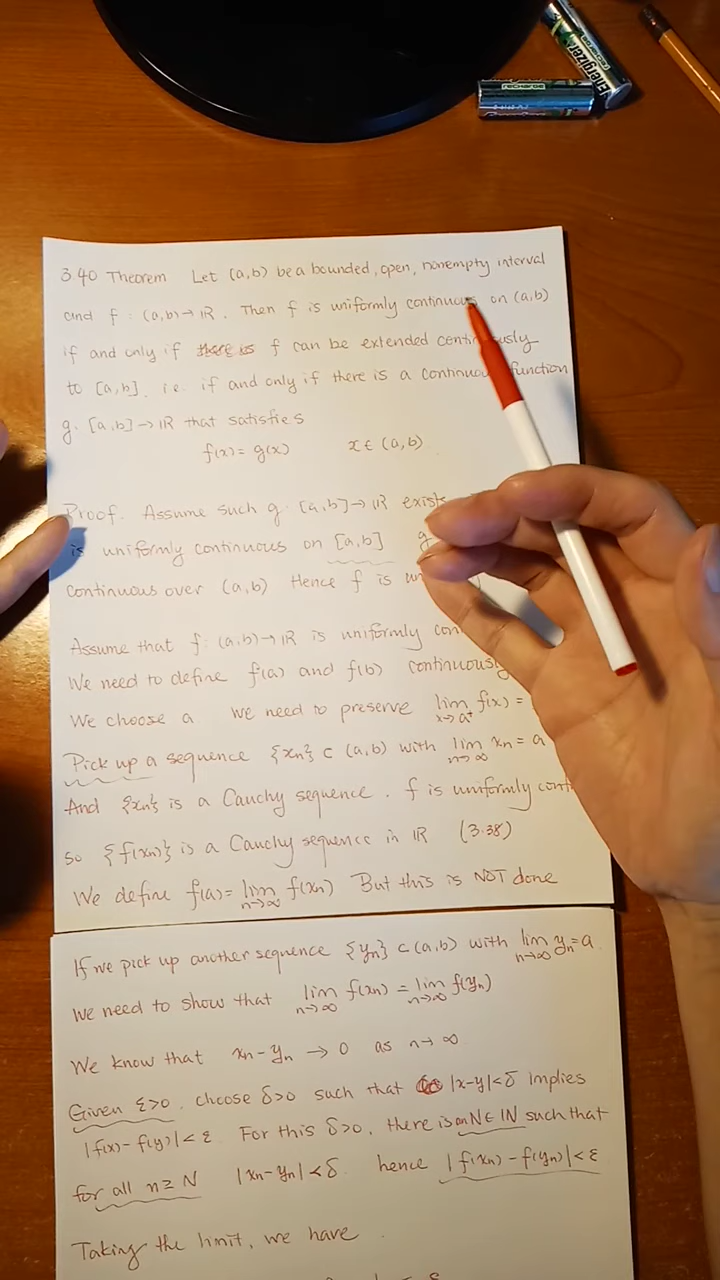 Energizer
RECHARGE
3.40 Theorem Let (a,b) be a bounded, open, nonempty interval
and f : (a,b) → ℝ. Then f is uniformly continuous on (a,b)
if and only if f can be extended continuously
to [a,b], i.e. if and only if there is a continuous function
g: [a,b] → ℝ that satisfies
f(x) = g(x) x ∈ (a,b)
Proof. Assume such g: [a,b] → ℝ exists
is uniformly continuous on [a,b] g
continuous over (a,b) Hence f is
Assume that f: (a,b) → ℝ is uniformly
We need to define f(a) and f(b)
We choose a We need to preserve lim x→a⁺ f(x) =
Pick up a sequence {xn} ⊂ (a,b) with lim n→∞ xn = a
And {xn} is a Cauchy sequence. f is uniformly
So {f(xn)} is a Cauchy sequence in ℝ (3.38)
We define f(a) = lim n→∞ f(xn) But this is NOT done
If we pick up another sequence {yn} ⊂ (a,b) with lim n→∞ yn = a
We need to show that lim n→∞ f(xn) = lim n→∞ f(yn)
We know that xn - yn → 0 as n → ∞
Given ε>0, choose δ>0 such that |x-y|<δ implies
|f(x) - f(y)| < ε. For this δ>0, there is an N ∈ ℕ such that
for all n ≥ N |xn - yn| < δ hence |f(xn) - f(yn)| < ε
Taking the limit, we have